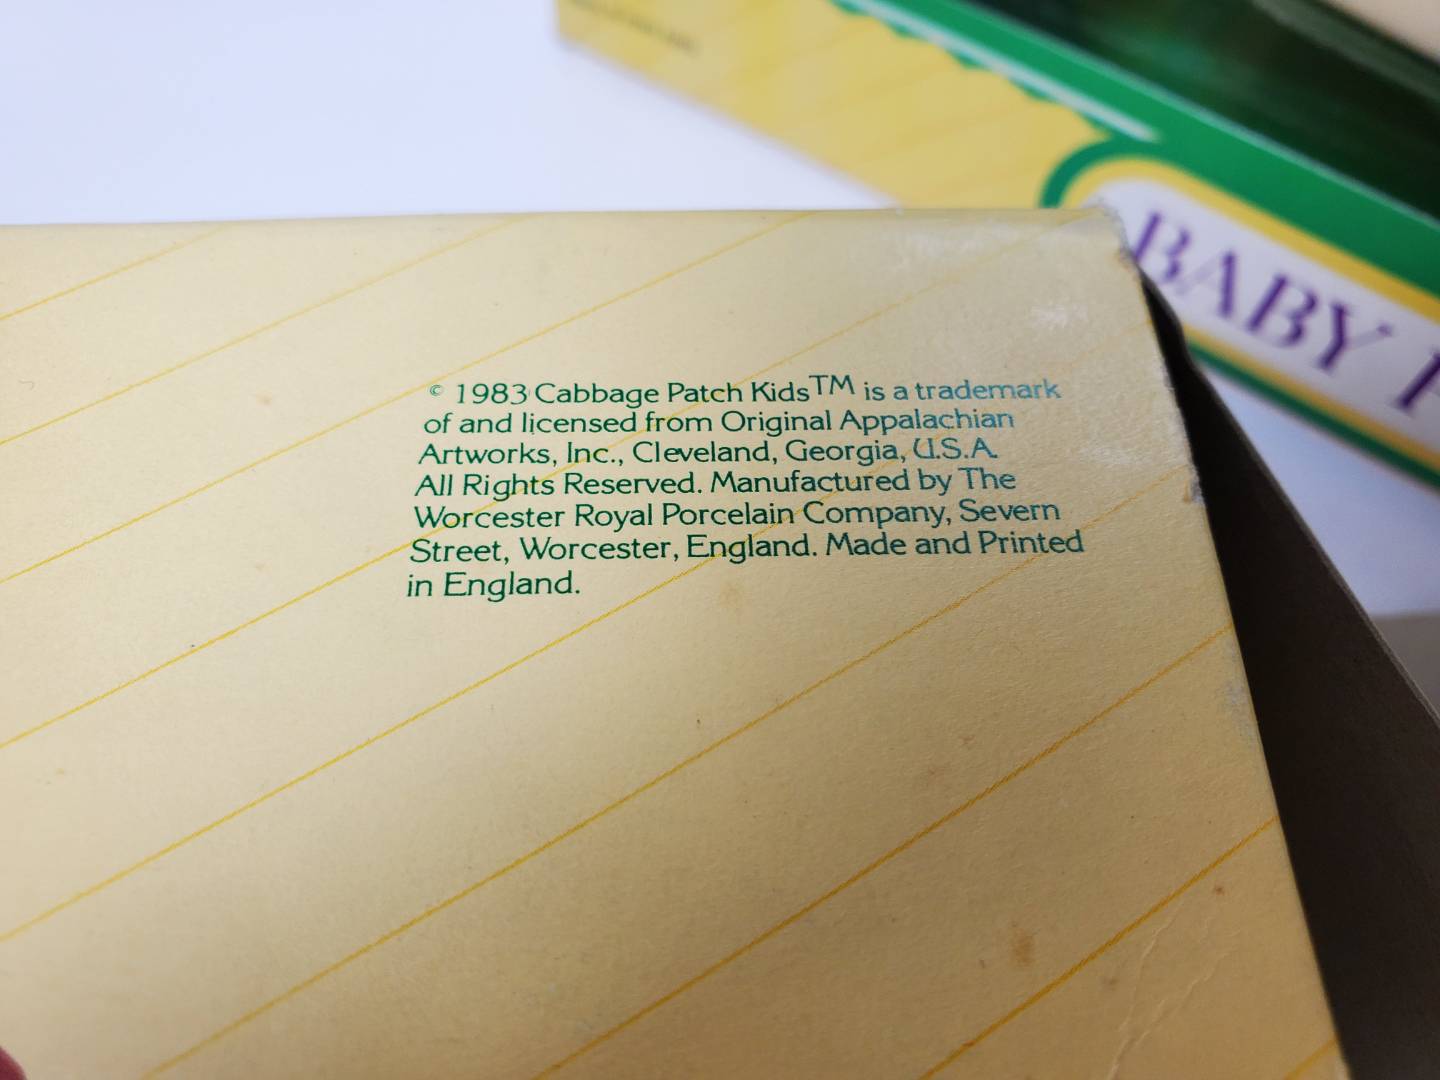 © 1983 Cabbage Patch Kids™ is a trademark
of and licensed from Original Appalachian
Artworks, Inc., Cleveland, Georgia, U.S.A.
All Rights Reserved. Manufactured by The
Worcester Royal Porcelain Company, Severn
Street, Worcester, England. Made and Printed
in England.
BABY